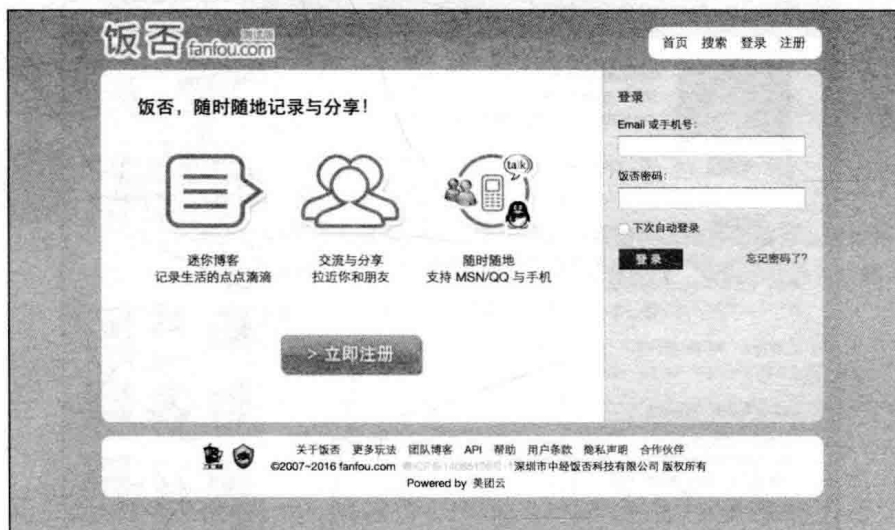 饭否 fanfou.com 测试版
首页 搜索 登录 注册
饭否，随时随地记录与分享！
talk
迷你博客
记录生活的点点滴滴
交流与分享
拉近你和朋友
随时随地
支持 MSN/QQ 与手机
> 立即注册
登录
Email 或手机号：
饭否密码：
下次自动登录
登录
忘记密码了?
关于饭否 更多玩法 团队博客 API 帮助 用户条款 隐私声明 合作伙伴
©2007~2016 fanfou.com 深圳市中经饭否科技有限公司 版权所有
Powered by 美团云